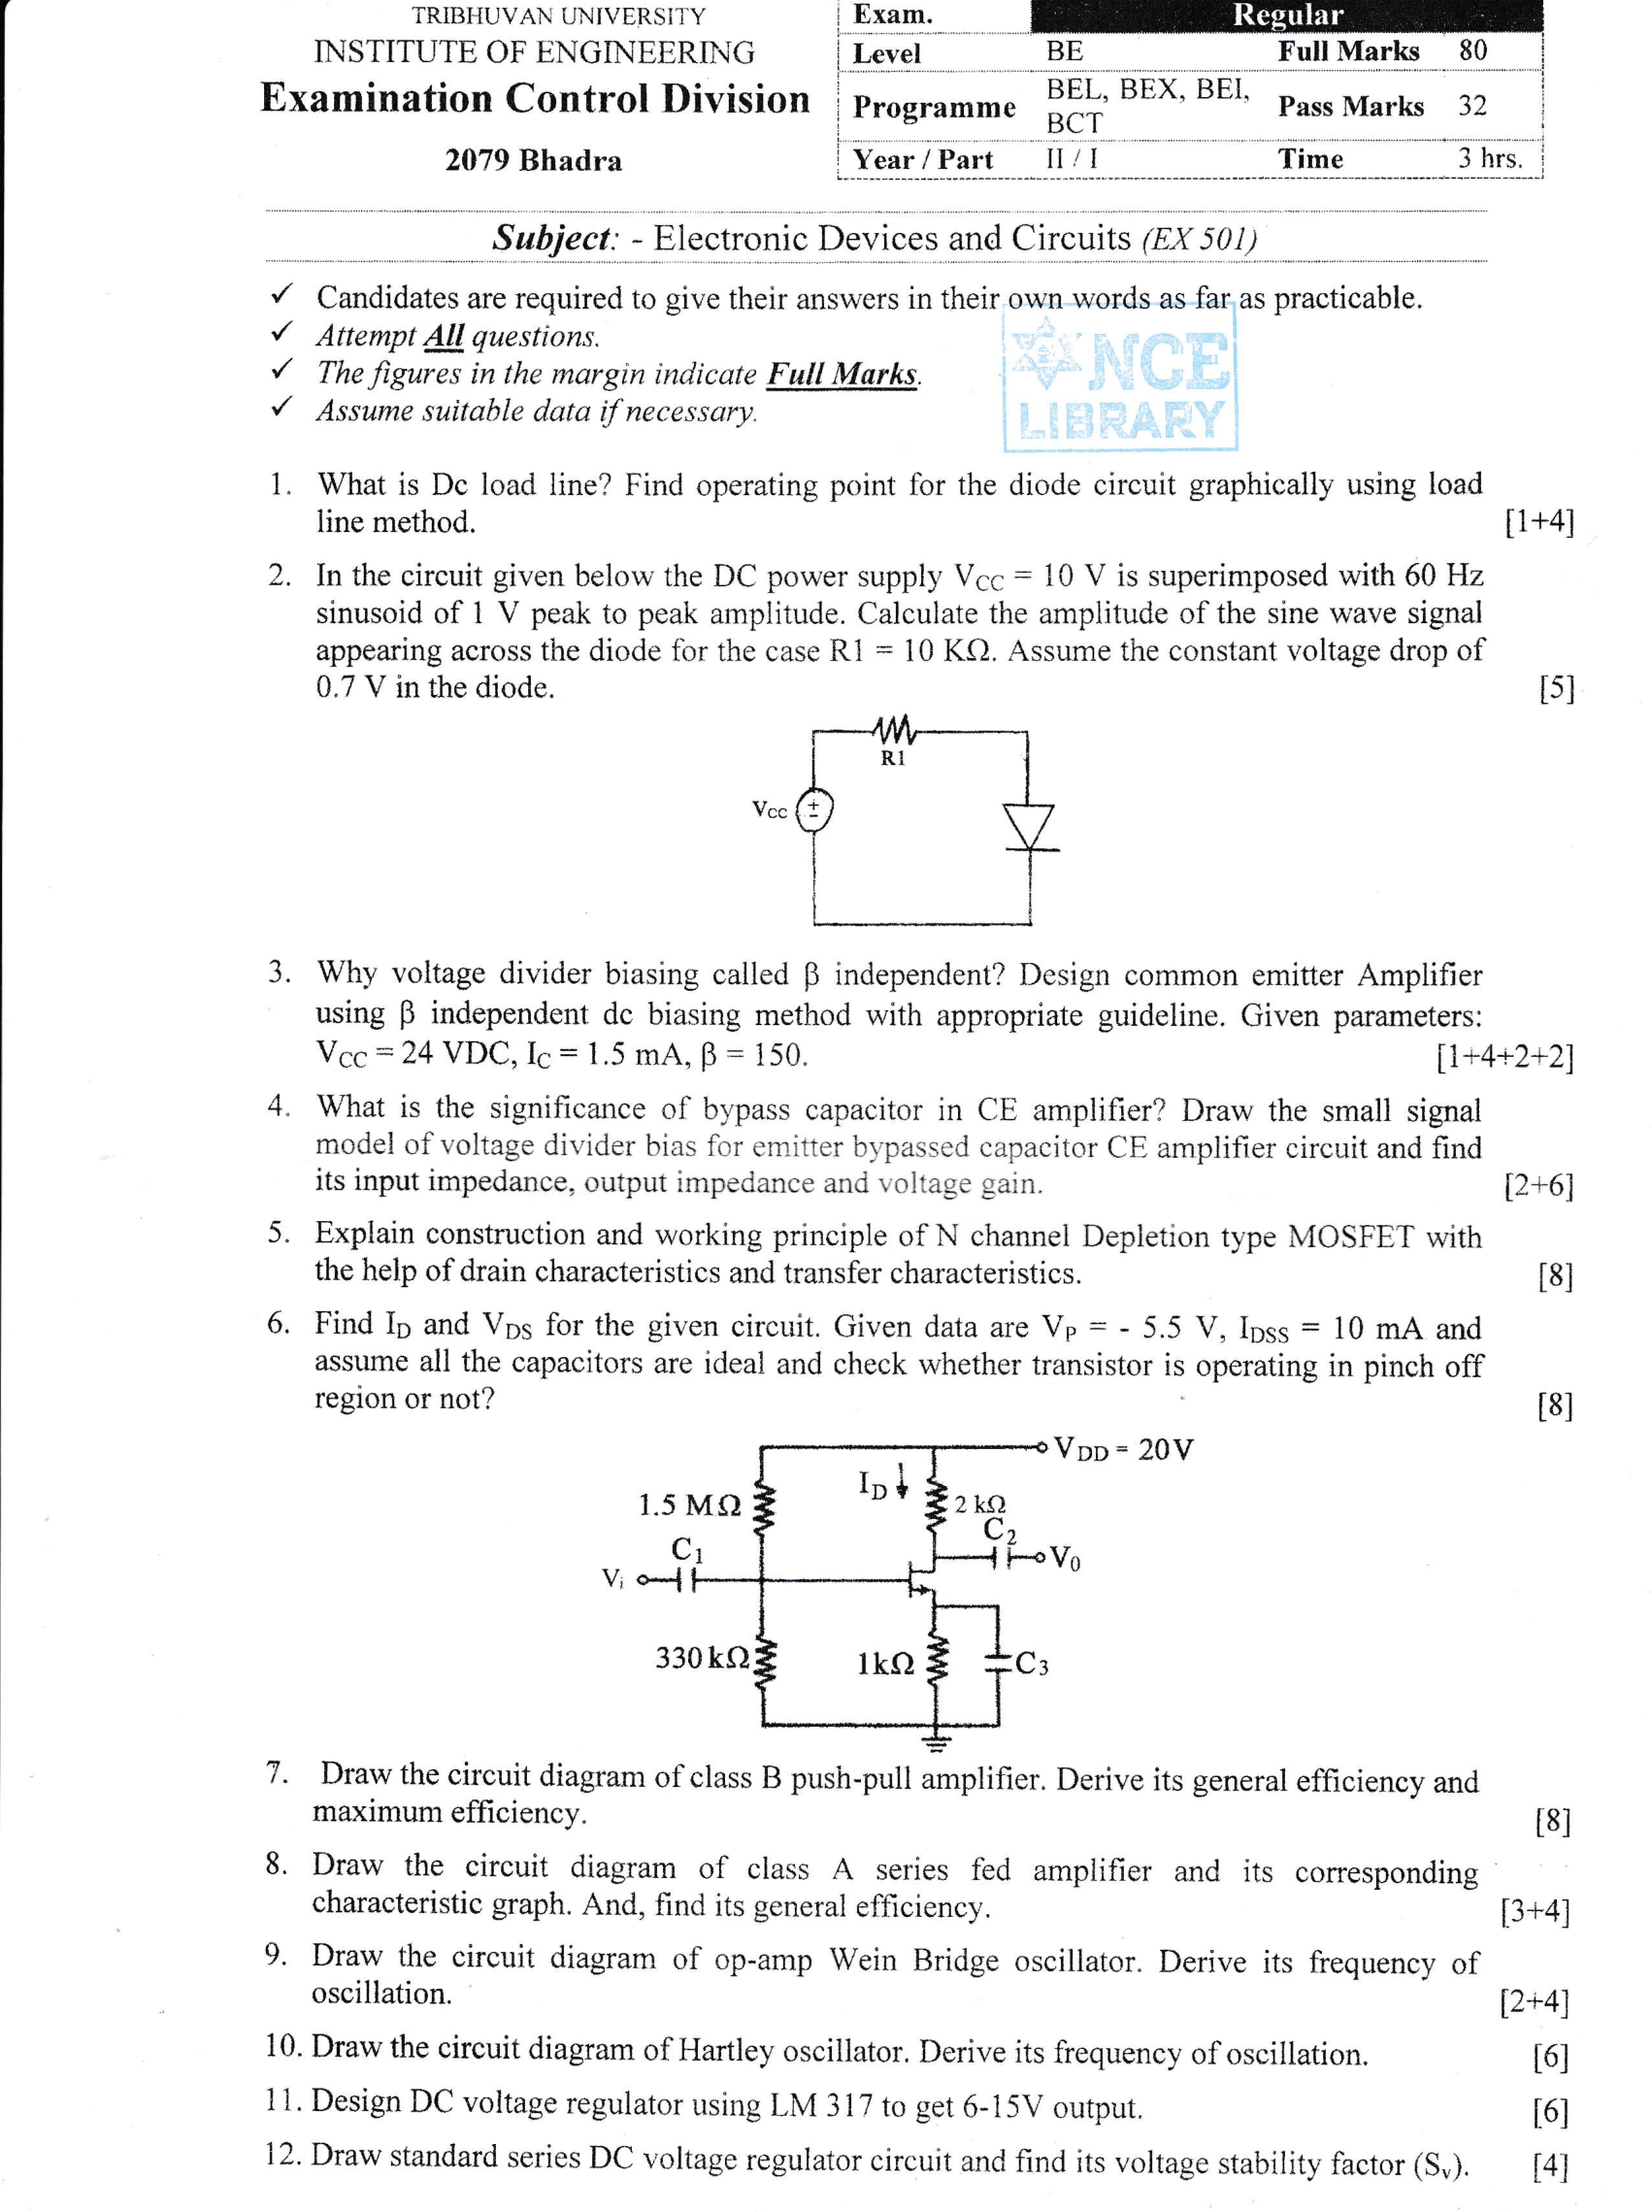 TRIBHUVAN UNIVERSITY
INSTITUTE OF ENGINEERING
Examination Control Division
2079 Bhadra
Exam. Regular
Level BE Full Marks 80
Programme BEL, BEX, BEI, BCT Pass Marks 32
Year / Part II / I Time 3 hrs.
Subject: - Electronic Devices and Circuits (EX 501)
✓ Candidates are required to give their answers in their own words as far as practicable.
✓ Attempt All questions.
✓ The figures in the margin indicate Full Marks.
✓ Assume suitable data if necessary.
NCE
LIBRARY
1. What is Dc load line? Find operating point for the diode circuit graphically using load
line method. [1+4]
2. In the circuit given below the DC power supply VCC = 10 V is superimposed with 60 Hz
sinusoid of 1 V peak to peak amplitude. Calculate the amplitude of the sine wave signal
appearing across the diode for the case R1 = 10 KΩ. Assume the constant voltage drop of
0.7 V in the diode. [5]
R1
Vcc
+
-
3. Why voltage divider biasing called β independent? Design common emitter Amplifier
using β independent dc biasing method with appropriate guideline. Given parameters:
VCC = 24 VDC, IC = 1.5 mA, β = 150. [1+4+2+2]
4. What is the significance of bypass capacitor in CE amplifier? Draw the small signal
model of voltage divider bias for emitter bypassed capacitor CE amplifier circuit and find
its input impedance, output impedance and voltage gain. [2+6]
5. Explain construction and working principle of N channel Depletion type MOSFET with
the help of drain characteristics and transfer characteristics. [8]
6. Find ID and VDS for the given circuit. Given data are VP = - 5.5 V, IDSS = 10 mA and
assume all the capacitors are ideal and check whether transistor is operating in pinch off
region or not? [8]
VDD = 20V
ID
1.5 MΩ
2 kΩ
C2
C1
V0
Vi
330 kΩ
1kΩ
C3
7. Draw the circuit diagram of class B push-pull amplifier. Derive its general efficiency and
maximum efficiency. [8]
8. Draw the circuit diagram of class A series fed amplifier and its corresponding
characteristic graph. And, find its general efficiency. [3+4]
9. Draw the circuit diagram of op-amp Wein Bridge oscillator. Derive its frequency of
oscillation. [2+4]
10. Draw the circuit diagram of Hartley oscillator. Derive its frequency of oscillation. [6]
11. Design DC voltage regulator using LM 317 to get 6-15V output. [6]
12. Draw standard series DC voltage regulator circuit and find its voltage stability factor (Sv). [4]